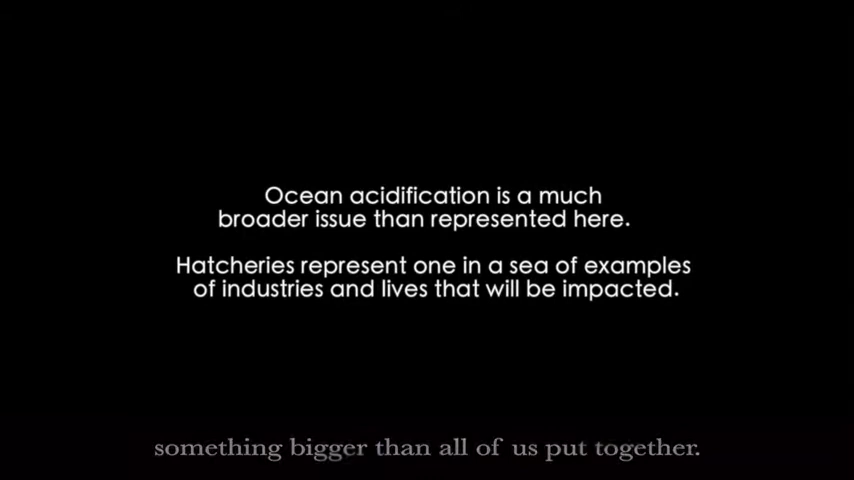 Ocean acidification is a much
broader issue than represented here.
Hatcheries represent one in a sea of examples
of industries and lives that will be impacted.
something bigger than all of us put together.